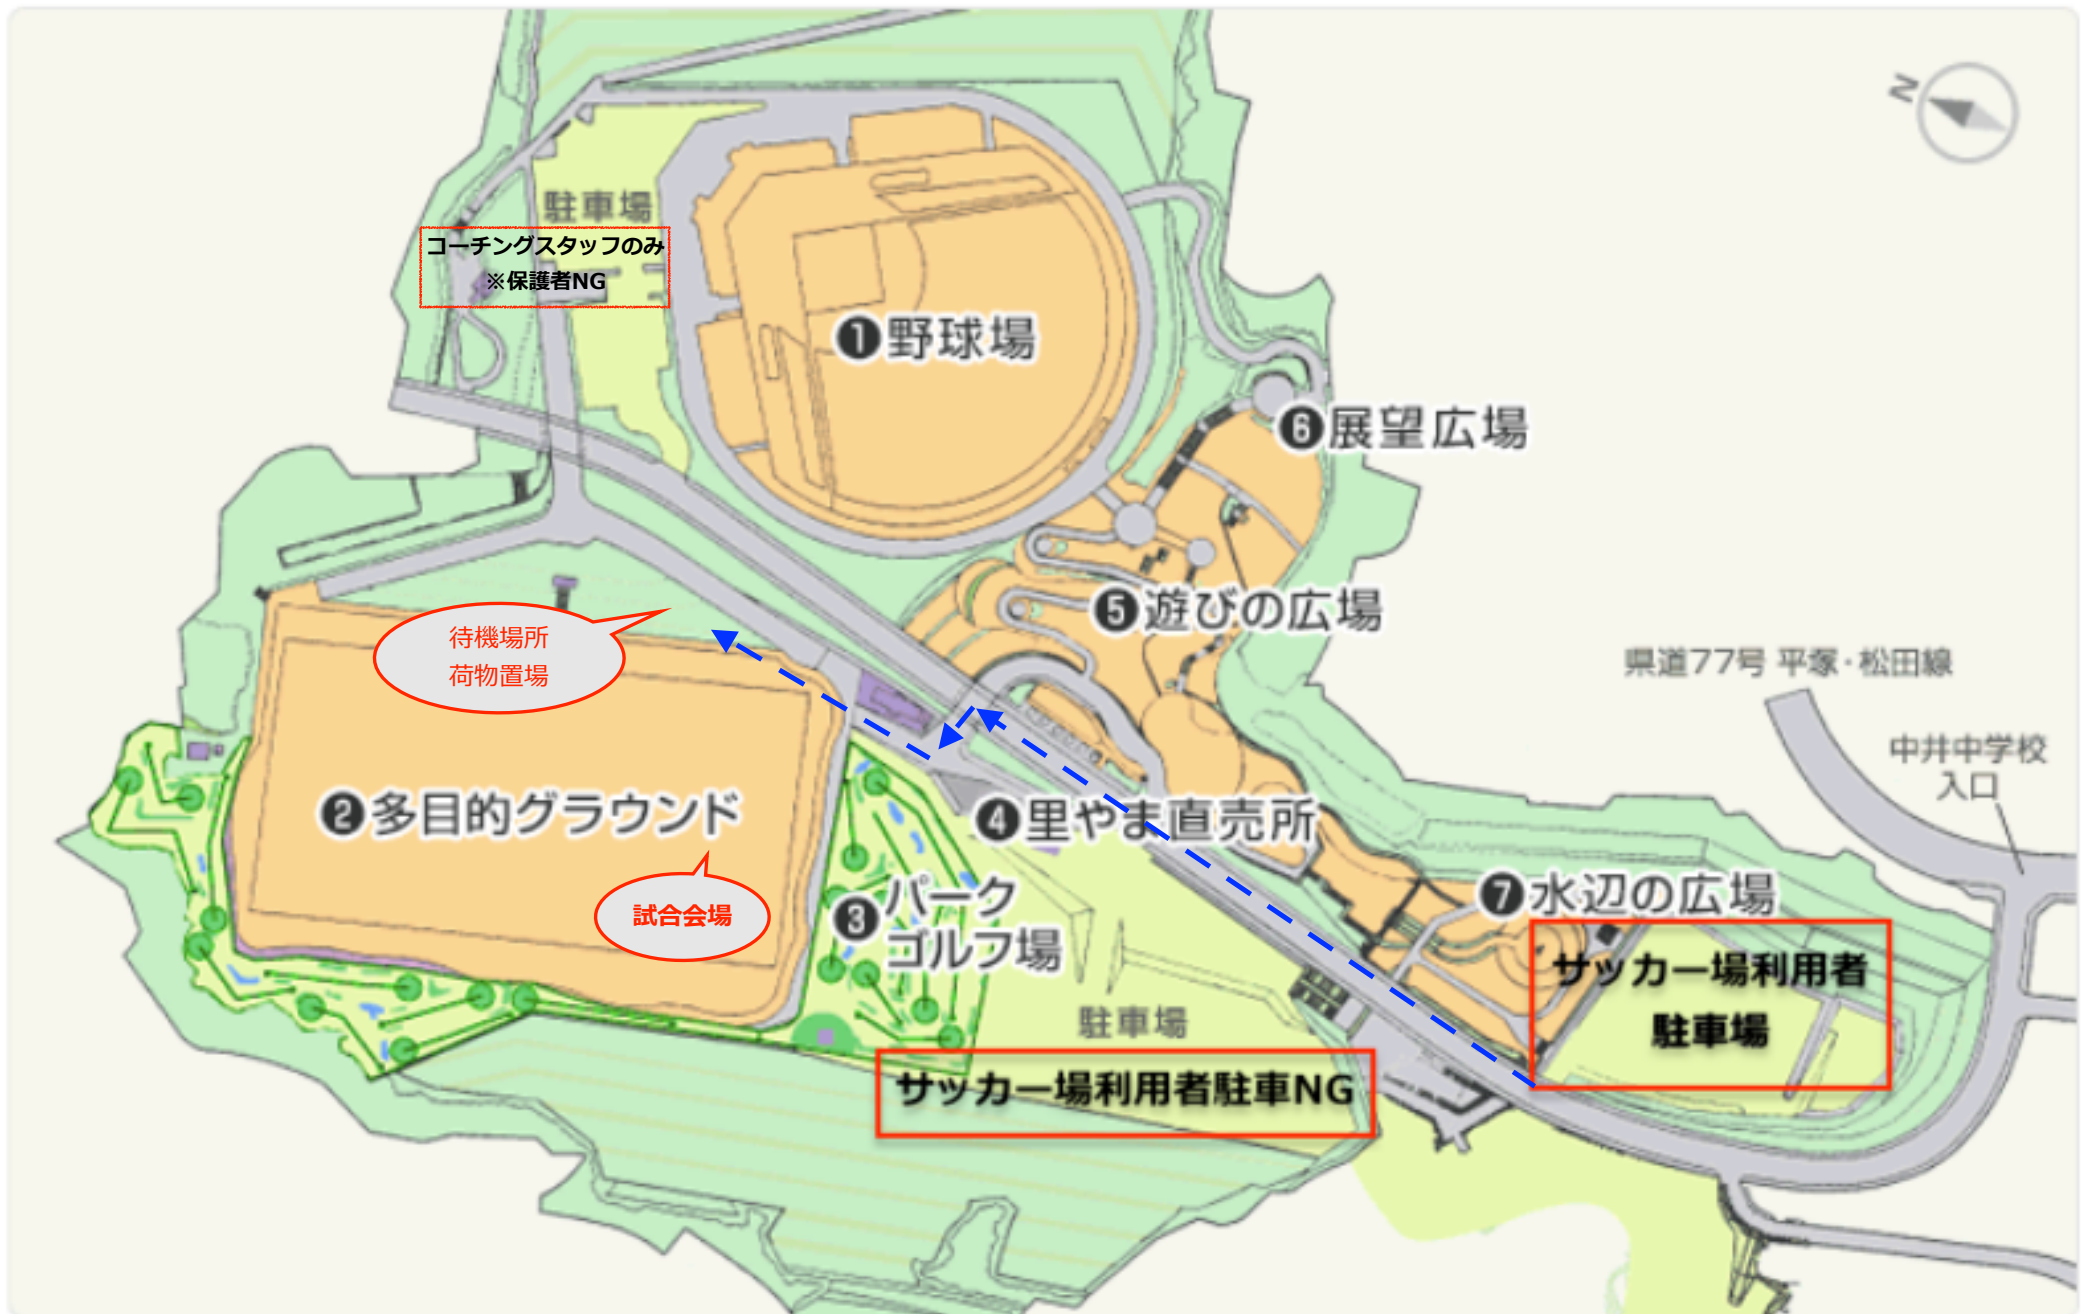 N
駐車場
コーチングスタッフのみ
※保護者NG
❶野球場
❻展望広場
❺遊びの広場
待機場所
荷物置場
県道77号 平塚・松田線
中井中学校
入口
❷多目的グラウンド
❹里やま直売所
試合会場
❸パーク
ゴルフ場
❼水辺の広場
サッカー場利用者
駐車場
駐車場
サッカー場利用者駐車NG